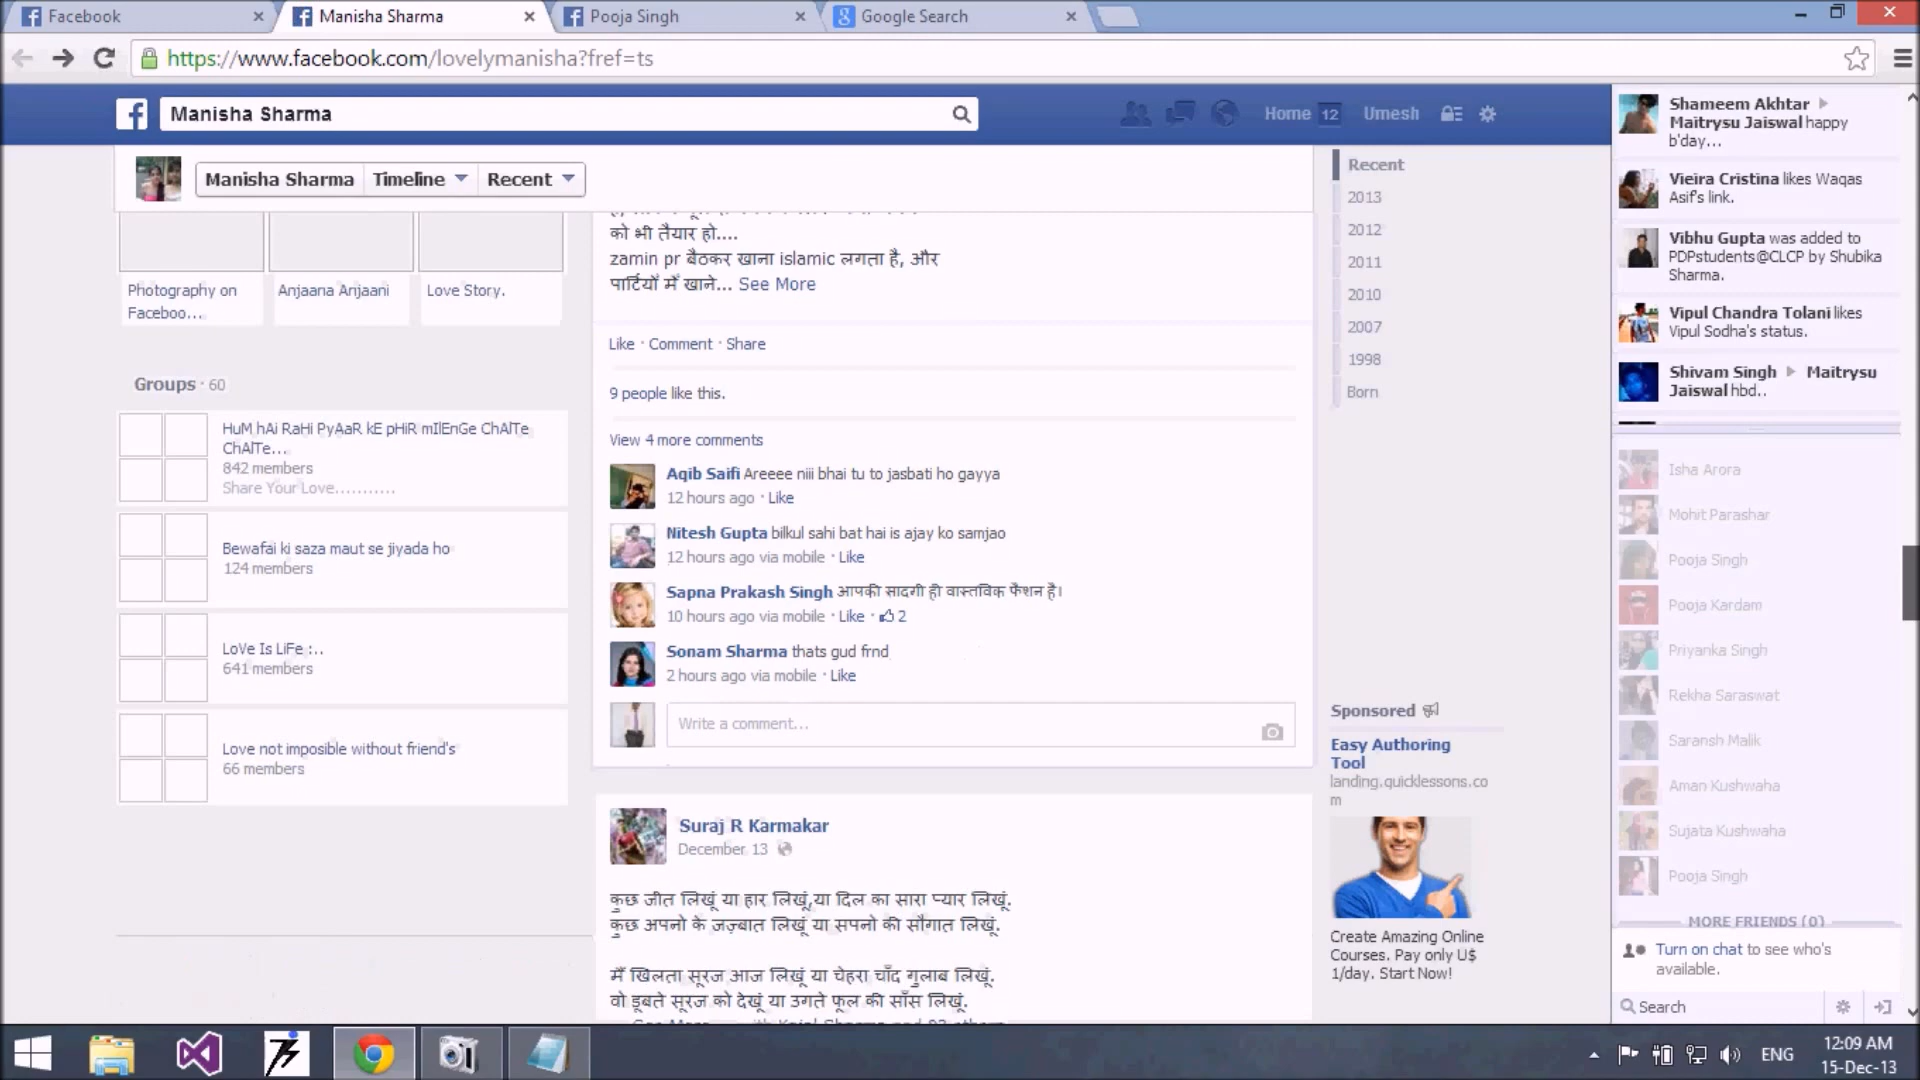 Facebook
Manisha Sharma
Pooja Singh
Google Search
https://www.facebook.com/lovelymanisha?fref=ts
Manisha Sharma
Home 12
Umesh
Manisha Sharma
Timeline
Recent
Photography on
Faceboo...
Anjaana Anjaani
Love Story.
Groups · 60
HuM hAi RaHi PyAaR kE pHiR mIlEnGe ChAlTe
ChAlTe...
842 members
Share Your Love...........
Bewafai ki saza maut se jiyada ho
124 members
LoVe Is LiFe :..
641 members
Love not imposible without friend's
66 members
को भी तैयार हो....
zamin pr बैठकर खाना islamic लगता है, और
पार्टियों में खाने... See More
Like · Comment · Share
9 people like this.
View 4 more comments
Aqib Saifi Areeee niii bhai tu to jasbati ho gayya
12 hours ago · Like
Nitesh Gupta bilkul sahi bat hai is ajay ko samjao
12 hours ago via mobile · Like
Sapna Prakash Singh आपकी सादगी ही वास्तविक फैशन है।
10 hours ago via mobile · Like · 2
Sonam Sharma thats gud frnd
2 hours ago via mobile · Like
Write a comment...
Suraj R Karmakar
December 13
कुछ जीत लिखूं या हार लिखूं,या दिल का सारा प्यार लिखूं.
कुछ अपनो के जज़्बात लिखूं या सपनो की सौगात लिखूं.
मैं खिलता सूरज आज लिखूं या चेहरा चाँद गुलाब लिखूं.
वो डूबते सूरज को देखूं या उगते फूल की साँस लिखूं.
Recent
2013
2012
2011
2010
2007
1998
Born
Sponsored
Easy Authoring
Tool
landing.quicklessons.co
m
Create Amazing Online
Courses. Pay only U$
1/day. Start Now!
Shameem Akhtar
Maitrysu Jaiswal happy
b'day...
Vieira Cristina likes Waqas
Asif's link.
Vibhu Gupta was added to
PDPstudents@CLCP by Shubika
Sharma.
Vipul Chandra Tolani likes
Vipul Sodha's status.
Shivam Singh Maitrysu
Jaiswal hbd..
Isha Arora
Mohit Parashar
Pooja Singh
Pooja Kardam
Priyanka Singh
Rekha Saraswat
Saransh Malik
Aman Kushwaha
Sujata Kushwaha
Pooja Singh
MORE FRIENDS (0)
Turn on chat to see who's
available.
Search
ENG
12:09 AM
15-Dec-13